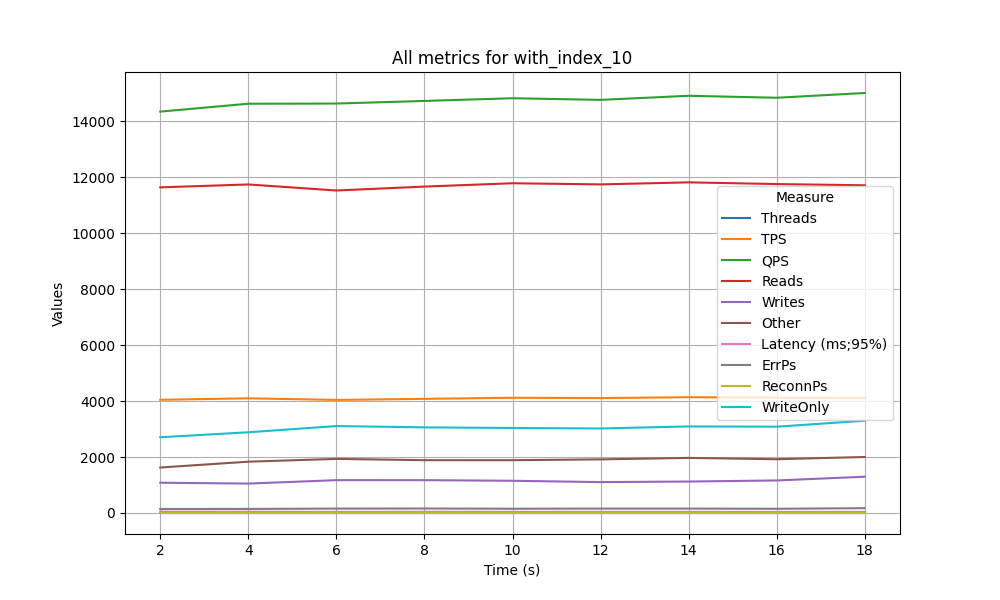 All metrics for with_index_10
14000
12000
10000
8000
6000
4000
2000
0
Values
Measure
Threads
TPS
QPS
Reads
Writes
Other
Latency (ms;95%)
ErrPs
ReconnPs
WriteOnly
2 4 6 8 10 12 14 16 18
Time (s)